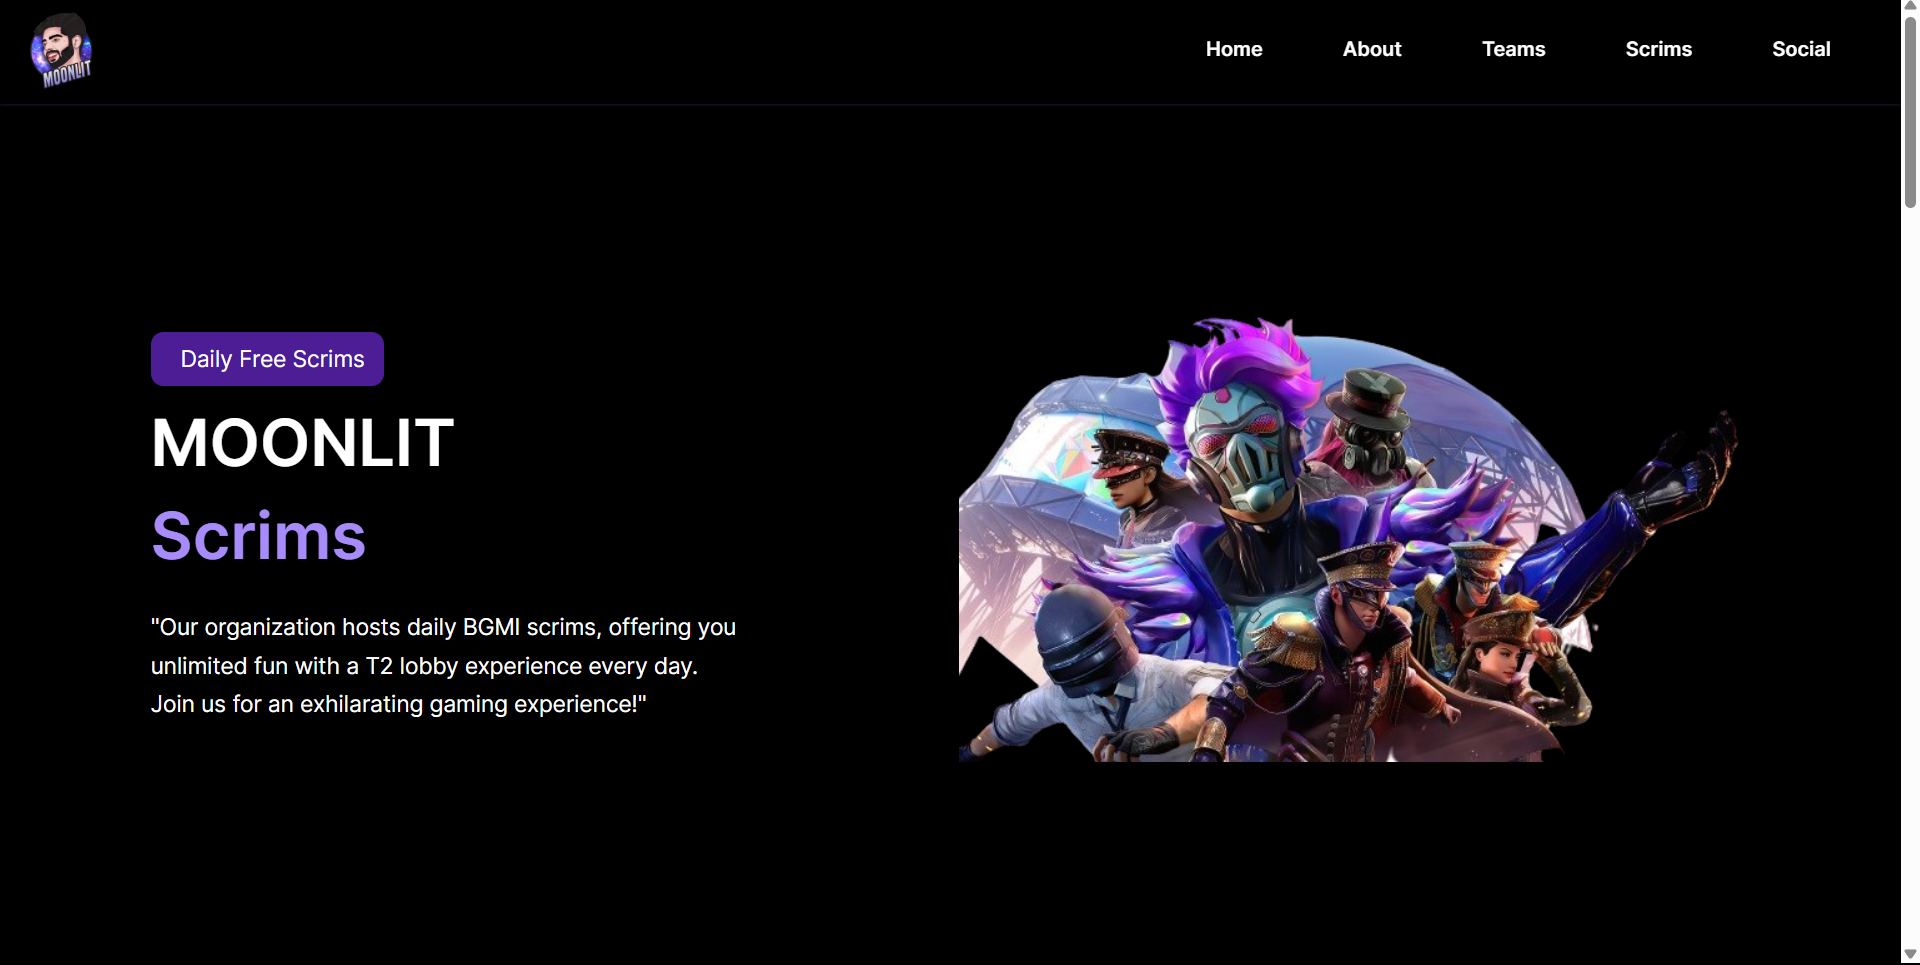 MOONLIT
Home About Teams Scrims Social
Daily Free Scrims
MOONLIT
Scrims
"Our organization hosts daily BGMI scrims, offering you
unlimited fun with a T2 lobby experience every day.
Join us for an exhilarating gaming experience!"